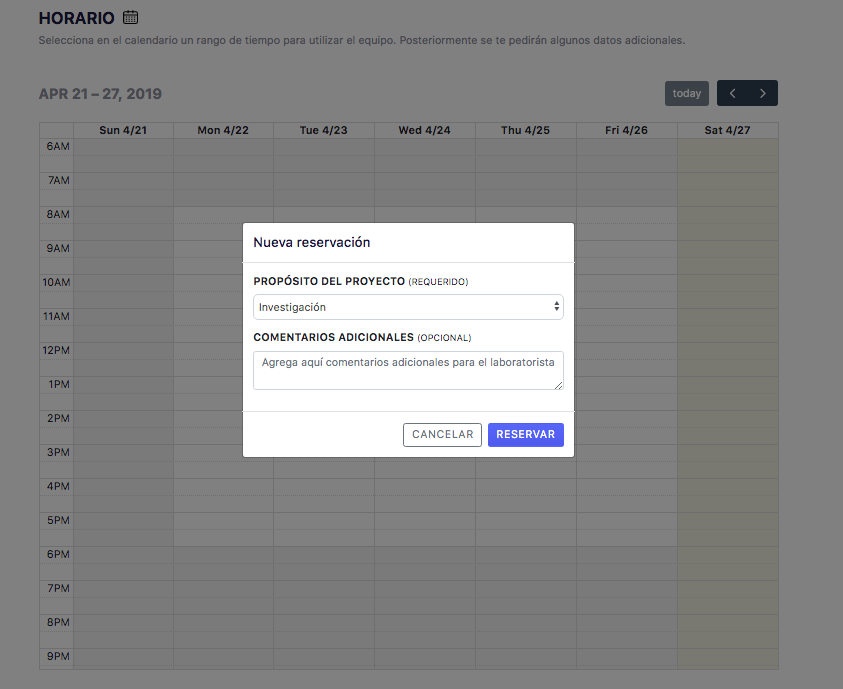 HORARIO
Selecciona en el calendario un rango de tiempo para utilizar el equipo. Posteriormente se te pedirán algunos datos adicionales.
APR 21 – 27, 2019
today
Sun 4/21 Mon 4/22 Tue 4/23 Wed 4/24 Thu 4/25 Fri 4/26 Sat 4/27
6AM
7AM
8AM
9AM
10AM
11AM
12PM
1PM
2PM
3PM
4PM
5PM
6PM
7PM
8PM
9PM
Nueva reservación
PROPÓSITO DEL PROYECTO (REQUERIDO)
Investigación
COMENTARIOS ADICIONALES (OPCIONAL)
Agrega aquí comentarios adicionales para el laboratorista
CANCELAR RESERVAR